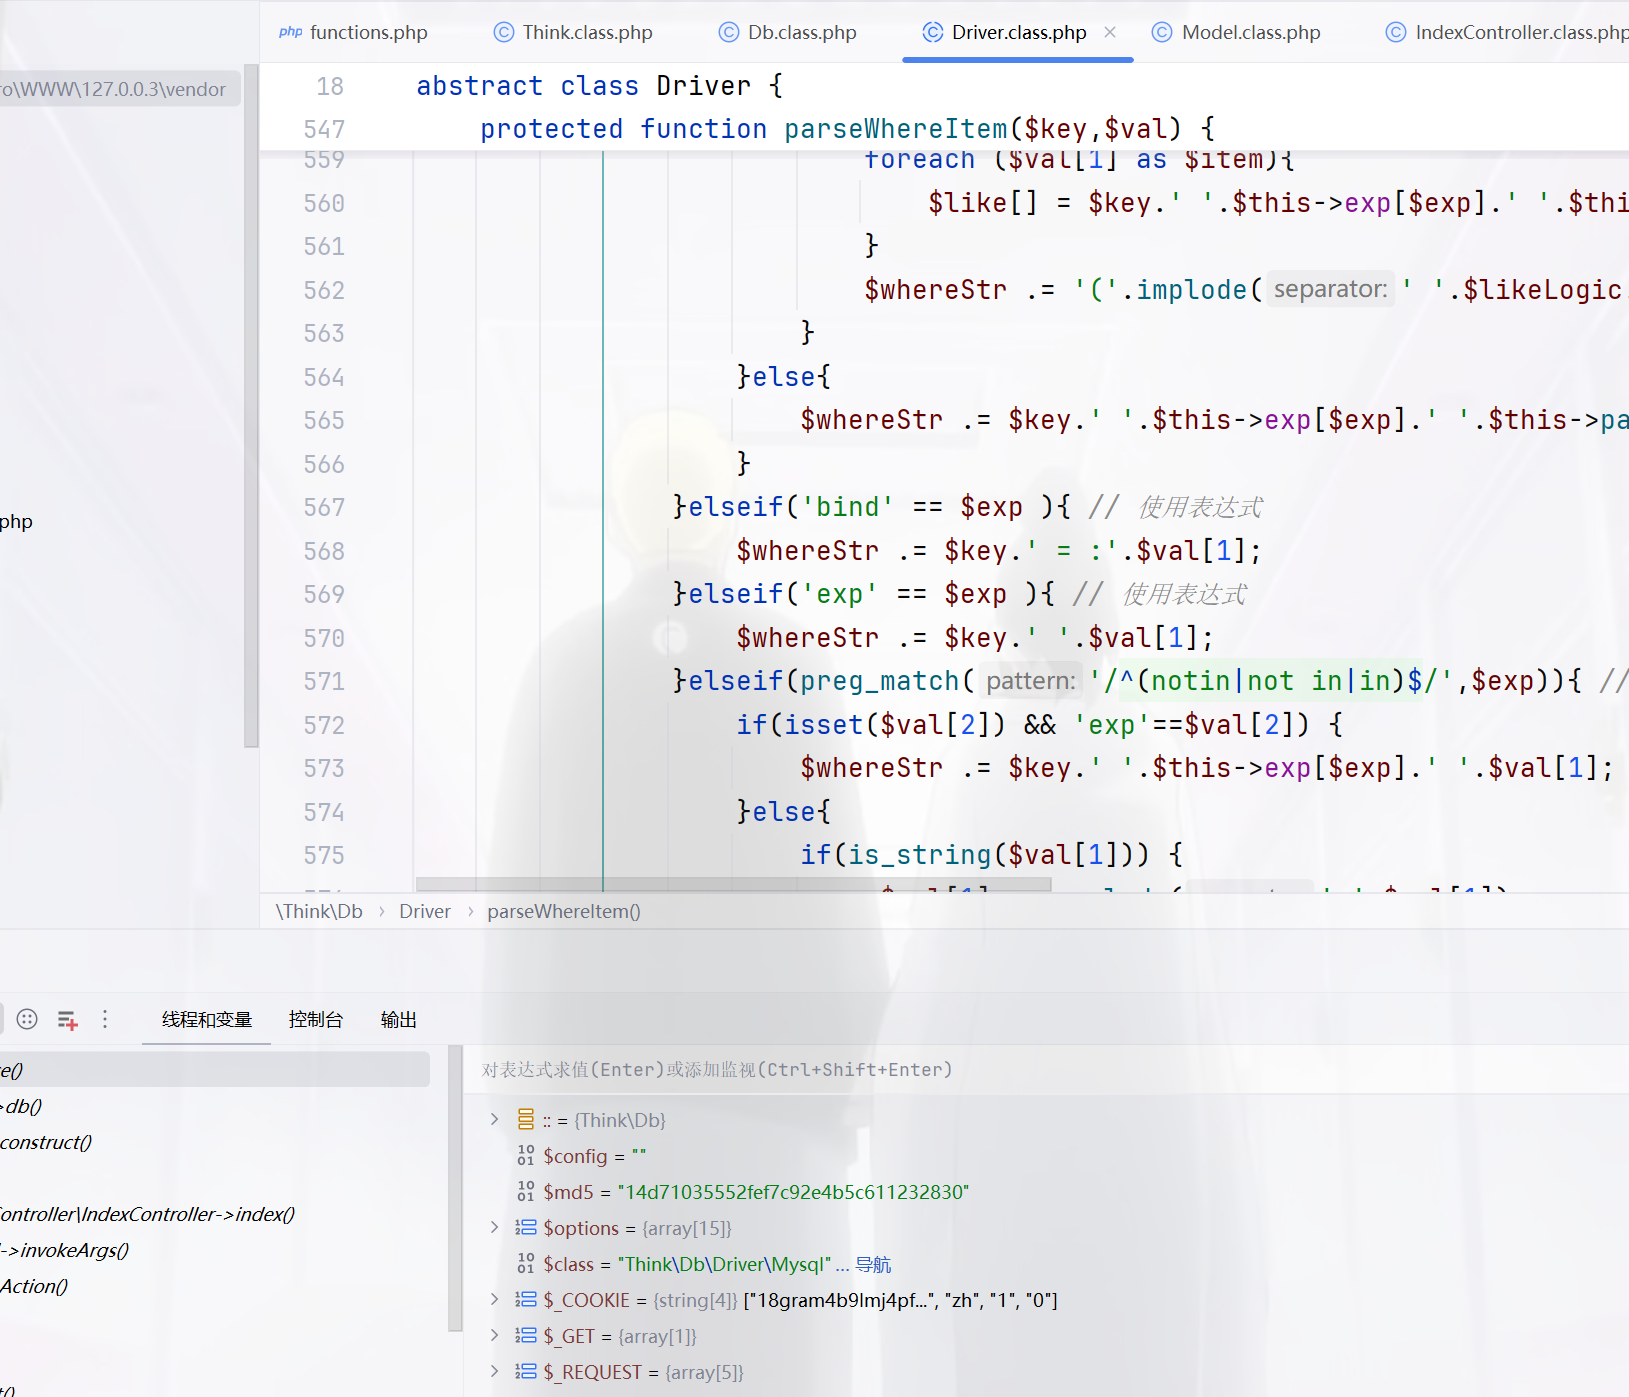 php functions.php Think.class.php Db.class.php Driver.class.php Model.class.php IndexController.class.php
ro\WWW\127.0.0.3\vendor
php
18 abstract class Driver {
547 protected function parseWhereItem($key,$val) {
559 foreach ($val[1] as $item){
560 $like[] = $key.' '.$this->exp[$exp].' '.$thi
561 }
562 $whereStr .= '('.implode( separator: ' '.$likeLogic.
563 }
564 }else{
565 $whereStr .= $key.' '.$this->exp[$exp].' '.$this->pa
566 }
567 }elseif('bind' == $exp ){ // 使用表达式
568 $whereStr .= $key.' = :'.$val[1];
569 }elseif('exp' == $exp ){ // 使用表达式
570 $whereStr .= $key.' '.$val[1];
571 }elseif(preg_match( pattern: '/^(notin|not in|in)$/',$exp)){ //
572 if(isset($val[2]) && 'exp'==$val[2]) {
573 $whereStr .= $key.' '.$this->exp[$exp].' '.$val[1];
574 }else{
575 if(is_string($val[1])) {
\Think\Db › Driver › parseWhereItem()
线程和变量 控制台 输出
e()
>db()
construct()
ontroller\IndexController->index()
->invokeArgs()
Action()
t()
对表达式求值(Enter)或添加监视(Ctrl+Shift+Enter)
:: = {Think\Db}
$config = ""
$md5 = "14d71035552fef7c92e4b5c611232830"
$options = {array[15]}
$class = "Think\Db\Driver\Mysql" ... 导航
$_COOKIE = {string[4]} ["18gram4b9lmj4pf...", "zh", "1", "0"]
$_GET = {array[1]}
$_REQUEST = {array[5]}